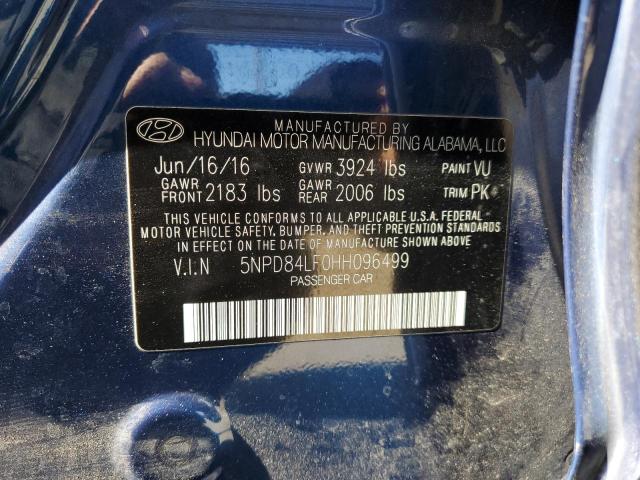 MANUFACTURED BY
HYUNDAI MOTOR MANUFACTURING ALABAMA, LLC
Jun/16/16 GVWR 3924 lbs PAINT VU
GAWR FRONT 2183 lbs GAWR REAR 2006 lbs TRIM PK
THIS VEHICLE CONFORMS TO ALL APPLICABLE U.S.A. FEDERAL
MOTOR VEHICLE SAFETY, BUMPER, AND THEFT PREVENTION STANDARDS
IN EFFECT ON THE DATE OF MANUFACTURE SHOWN ABOVE.
V.I.N 5NPD84LF0HH096499
PASSENGER CAR